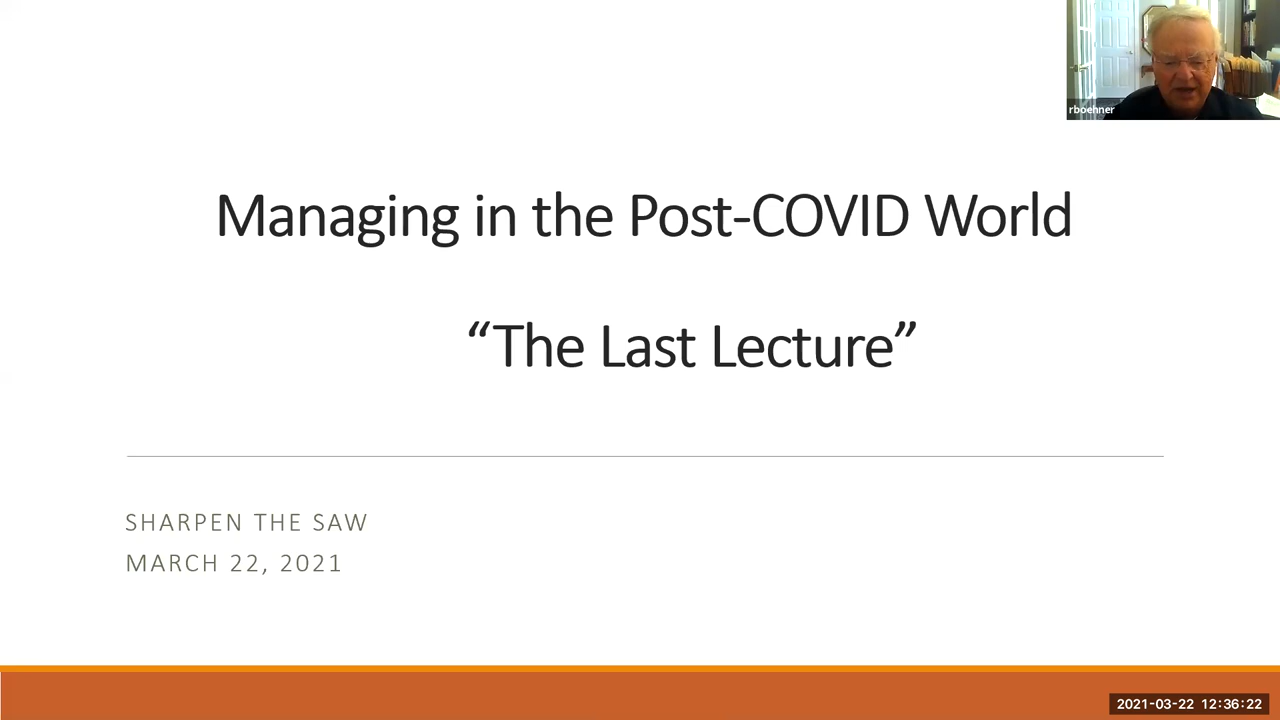 rboehner
Managing in the Post-COVID World
“The Last Lecture”
SHARPEN THE SAW
MARCH 22, 2021
2021-03-22 12:36:22